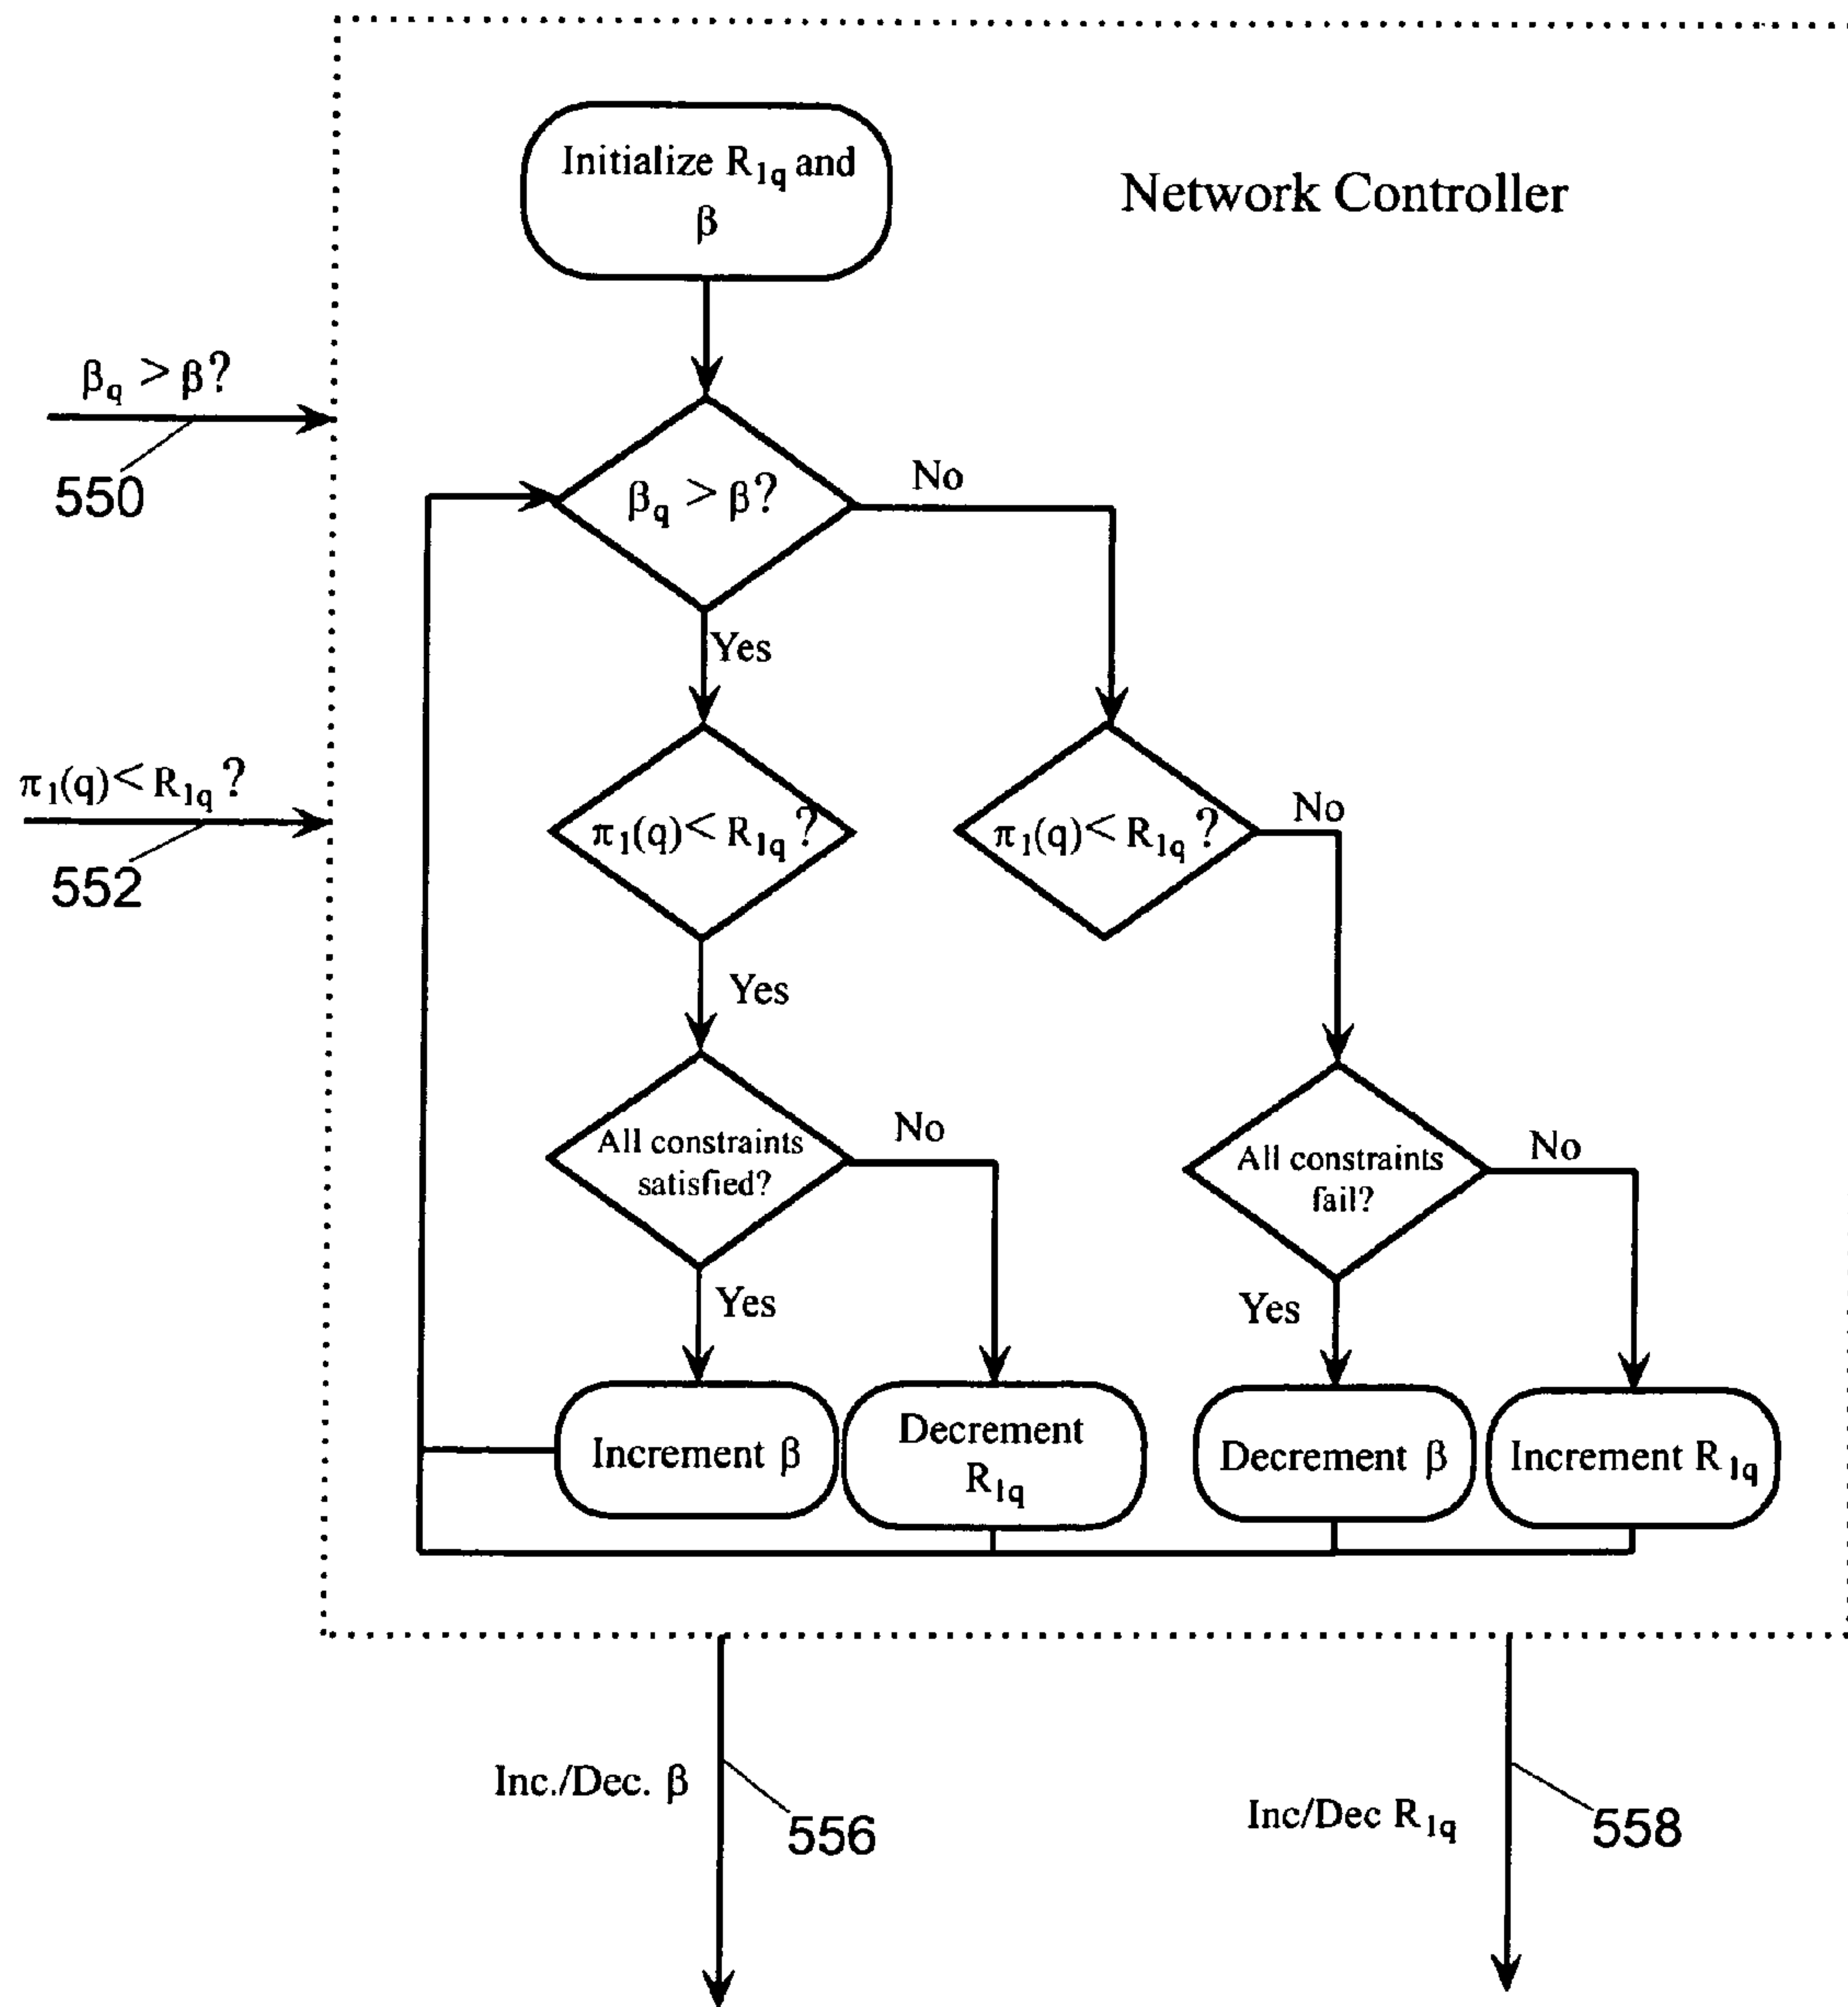 Initialize R1q and
β
Network Controller
βq > β?
550
βq > β?
No
Yes
π1(q)< R1q ?
552
π1(q)< R1q ?
π1(q)< R1q ?
No
Yes
All constraints
satisfied?
No
All constraints
fail?
No
Yes
Yes
Increment β
Decrement
R1q
Decrement β
Increment R1q
Inc./Dec. β
556
Inc/Dec R1q
558